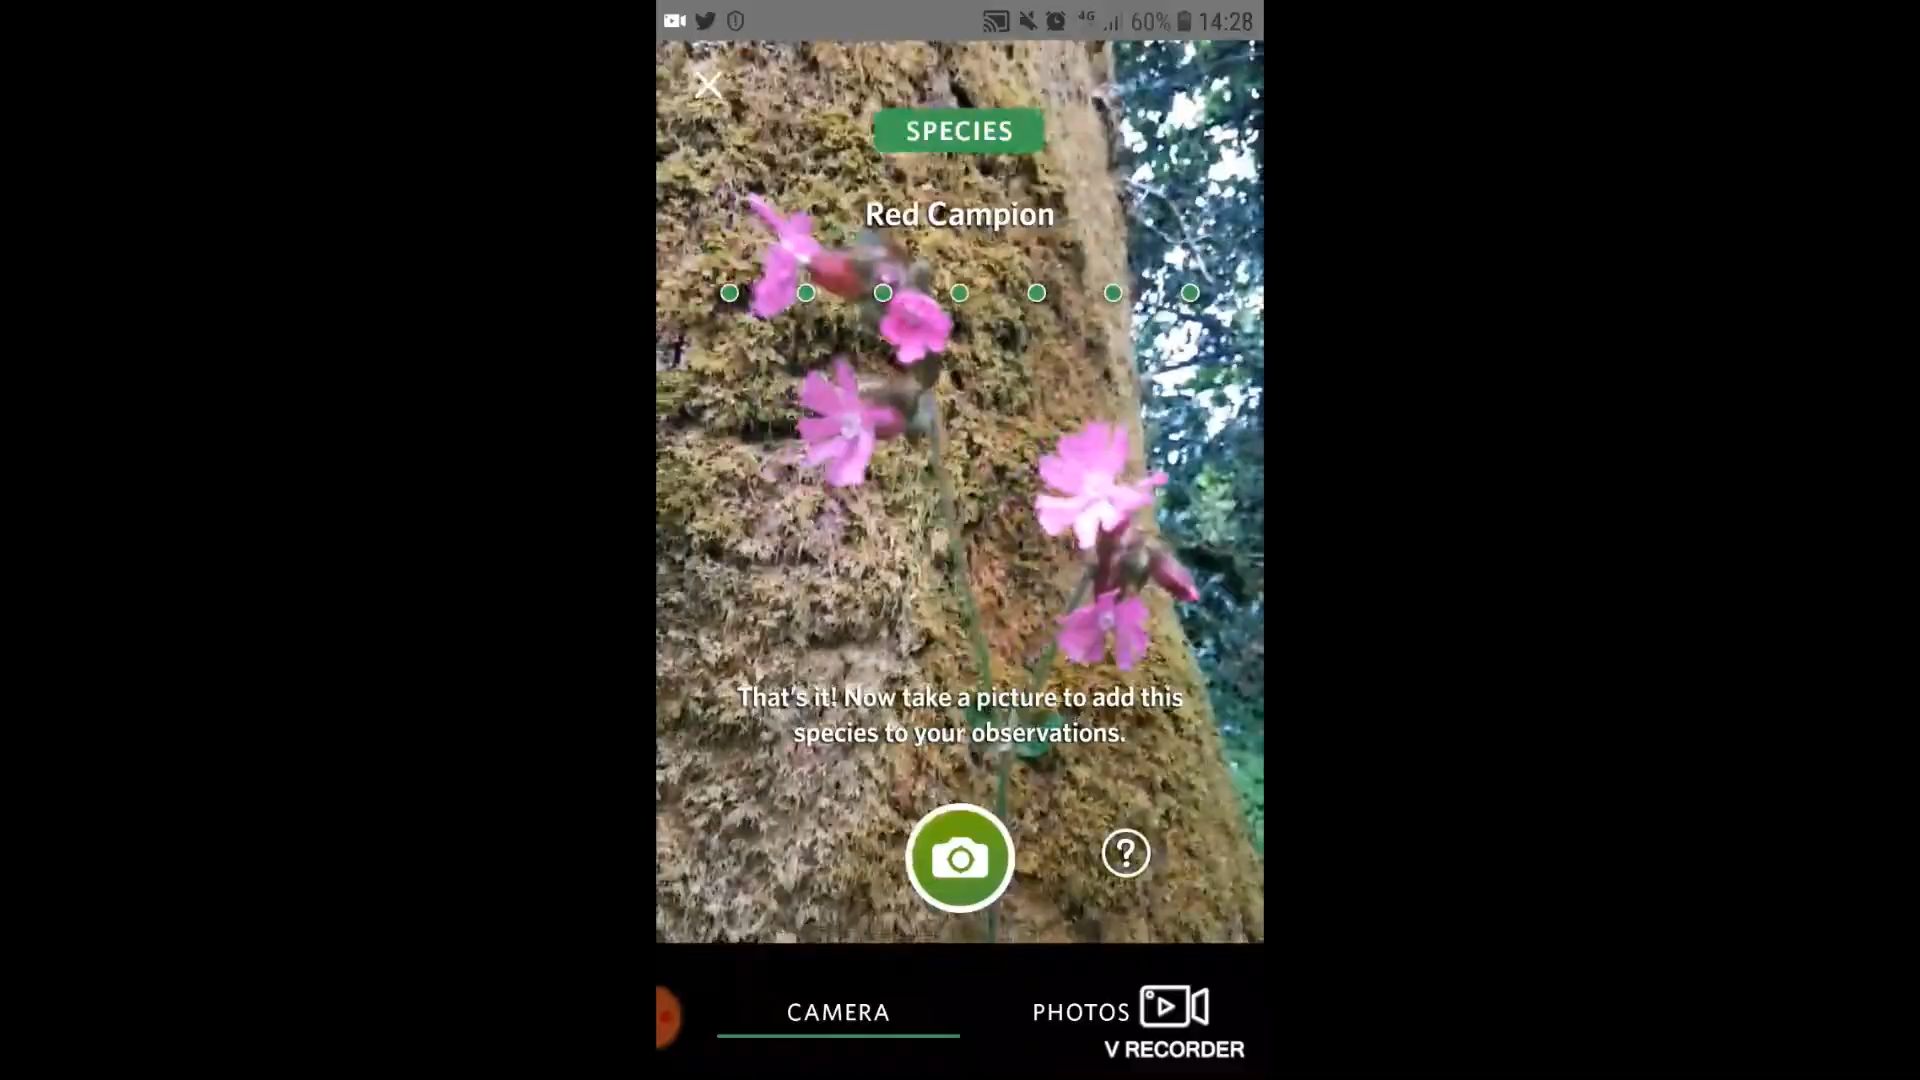 4G 60% 14:28
SPECIES
Red Campion
That's it! Now take a picture to add this
species to your observations.
?
CAMERA PHOTOS
V RECORDER